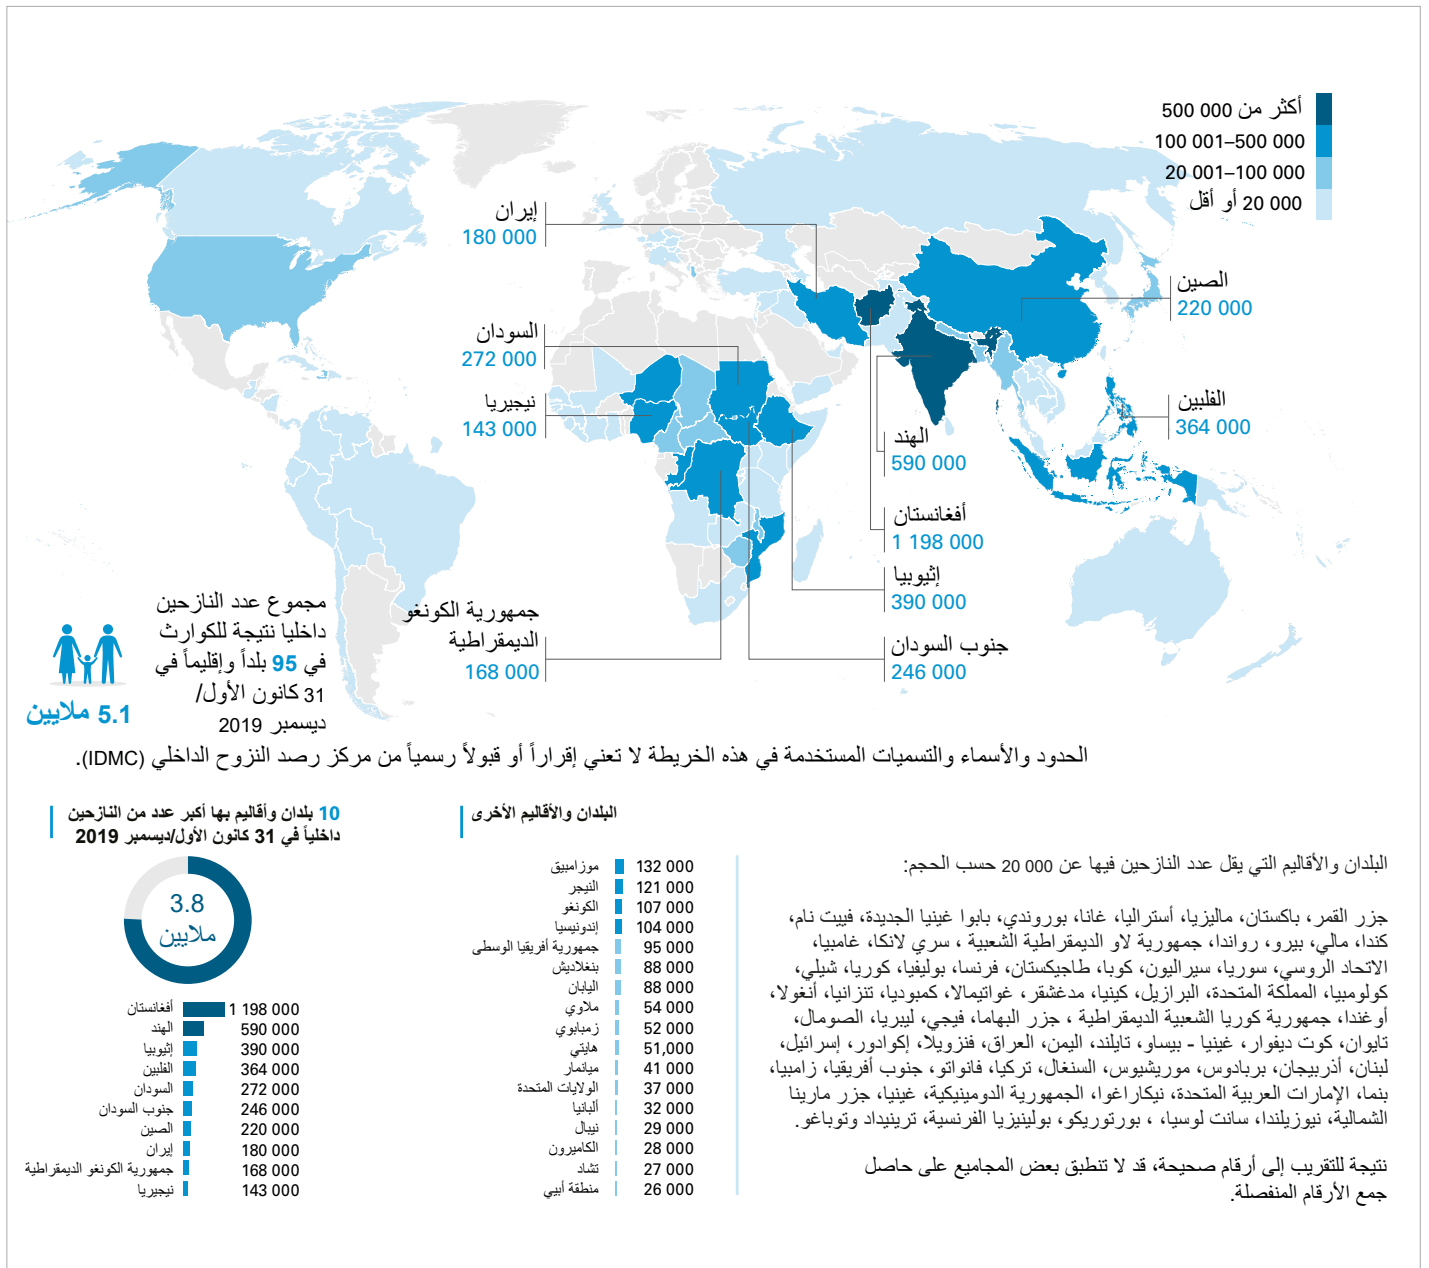 أكثر من 000 500
100 001–500 000
20 001–100 000
000 20 أو أقل
إيران
180 000
الصين
220 000
السودان
272 000
نيجيريا
143 000
الفلبين
364 000
الهند
590 000
أفغانستان
1 198 000
إثيوبيا
390 000
جمهورية الكونغو
الديمقراطية
168 000
جنوب السودان
246 000
مجموع عدد النازحين
داخليا نتيجة للكوارث
في 95 بلداً وإقليماً في
31 كانون الأول/
ديسمبر 2019
5.1 ملايين
الحدود والأسماء والتسميات المستخدمة في هذه الخريطة لا تعني إقراراً أو قبولاً رسمياً من مركز رصد النزوح الداخلي (IDMC).
10 بلدان وأقاليم بها أكبر عدد من النازحين
داخلياً في 31 كانون الأول/ديسمبر 2019
3.8
ملايين
أفغانستان 1 198 000
الهند 590 000
إثيوبيا 390 000
الفلبين 364 000
السودان 272 000
جنوب السودان 246 000
الصين 220 000
إيران 180 000
جمهورية الكونغو الديمقراطية 168 000
نيجيريا 143 000
البلدان والأقاليم الأخرى
موزامبيق 132 000
النيجر 121 000
الكونغو 107 000
إندونيسيا 104 000
جمهورية أفريقيا الوسطى 95 000
بنغلاديش 88 000
اليابان 88 000
ملاوي 54 000
زمبابوي 52 000
هايتي 51,000
ميانمار 41 000
الولايات المتحدة 37 000
ألبانيا 32 000
نيبال 29 000
الكاميرون 28 000
تشاد 27 000
منطقة أبيي 26 000
البلدان والأقاليم التي يقل عدد النازحين فيها عن 000 20 حسب الحجم:
جزر القمر، باكستان، ماليزيا، أستراليا، غانا، بوروندي، بابوا غينيا الجديدة، فييت نام،
كندا، مالي، بيرو، رواندا، جمهورية لاو الديمقراطية الشعبية ، سري لانكا، غامبيا،
الاتحاد الروسي، سوريا، سيراليون، كوبا، طاجيكستان، فرنسا، بوليفيا، كوريا، شيلي،
كولومبيا، المملكة المتحدة، البرازيل، كينيا، مدغشقر، غواتيمالا، كمبوديا، تنزانيا، أنغولا،
أوغندا، جمهورية كوريا الشعبية الديمقراطية ، جزر البهاما، فيجي، ليبريا، الصومال،
تايوان، كوت ديفوار، غينيا - بيساو، تايلند، اليمن، العراق، فنزويلا، إكوادور، إسرائيل،
لبنان، أذربيجان، بربادوس، موريشيوس، السنغال، تركيا، فانواتو، جنوب أفريقيا، زامبيا،
بنما، الإمارات العربية المتحدة، نيكاراغوا، الجمهورية الدومينيكية، غينيا، جزر مارينا
الشمالية، نيوزيلندا، سانت لوسيا، ، بورتوريكو، بولينيزيا الفرنسية، ترينيداد وتوباغو.
نتيجة للتقريب إلى أرقام صحيحة، قد لا تنطبق بعض المجاميع على حاصل
جمع الأرقام المنفصلة.